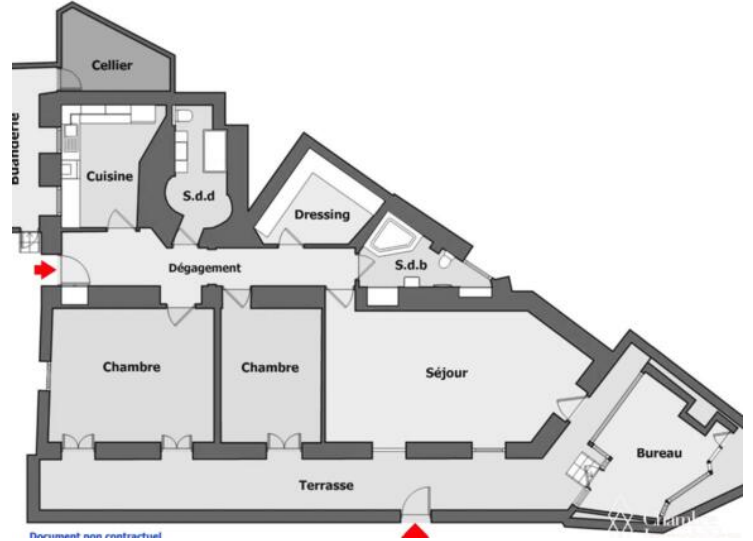 Cellier
Buanderie
Cuisine
S.d.d
Dressing
S.d.b
Dégagement
Chambre
Chambre
Séjour
Bureau
Terrasse
Document non contractuel